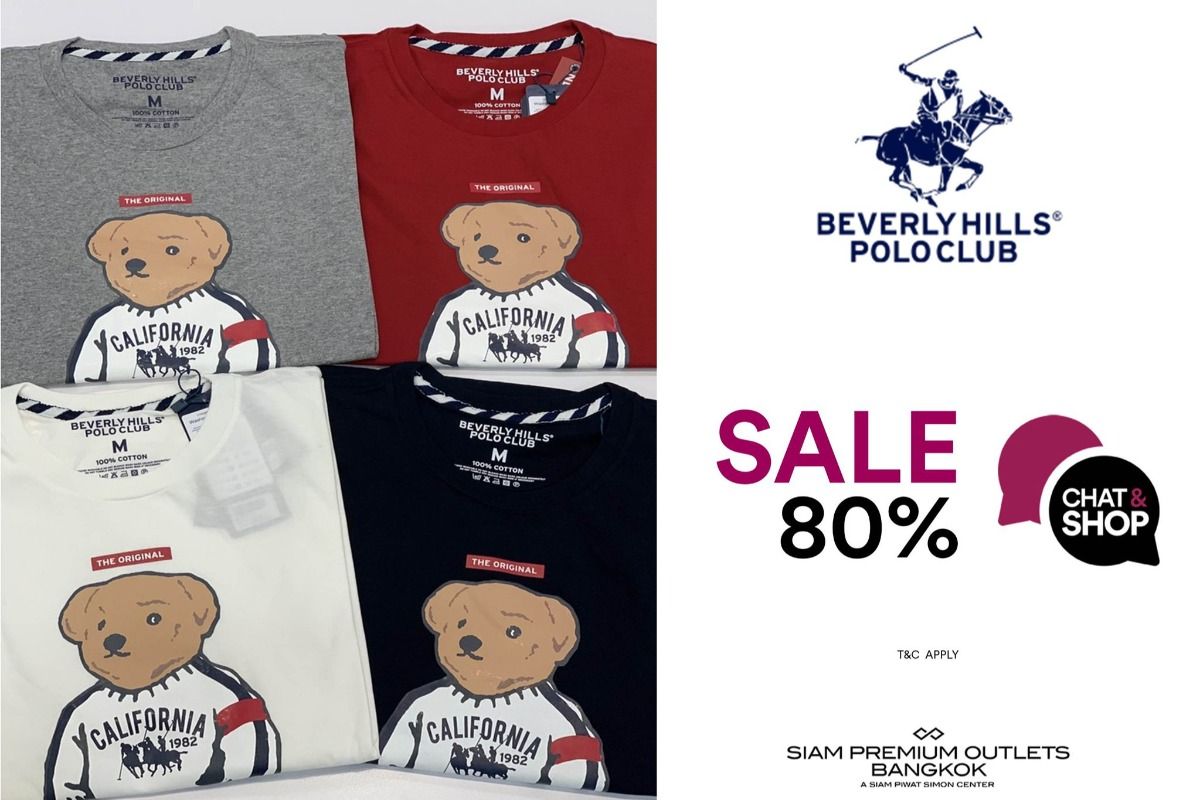 BEVERLY HILLS®
POLO CLUB
M
100% COTTON
THE ORIGINAL
CALIFORNIA
1982
BEVERLY HILLS®
POLO CLUB
M
100% COTTON
THE ORIGINAL
CALIFORNIA
1982
BEVERLY HILLS®
POLO CLUB
M
100% COTTON
THE ORIGINAL
CALIFORNIA
1982
BEVERLY HILLS®
POLO CLUB
M
100% COTTON
THE ORIGINAL
CALIFORNIA
1982
BEVERLY HILLS®
POLO CLUB
SALE
80%
CHAT &
SHOP
T&C APPLY
SIAM PREMIUM OUTLETS
BANGKOK
A SIAM PIWAT SIMON CENTER